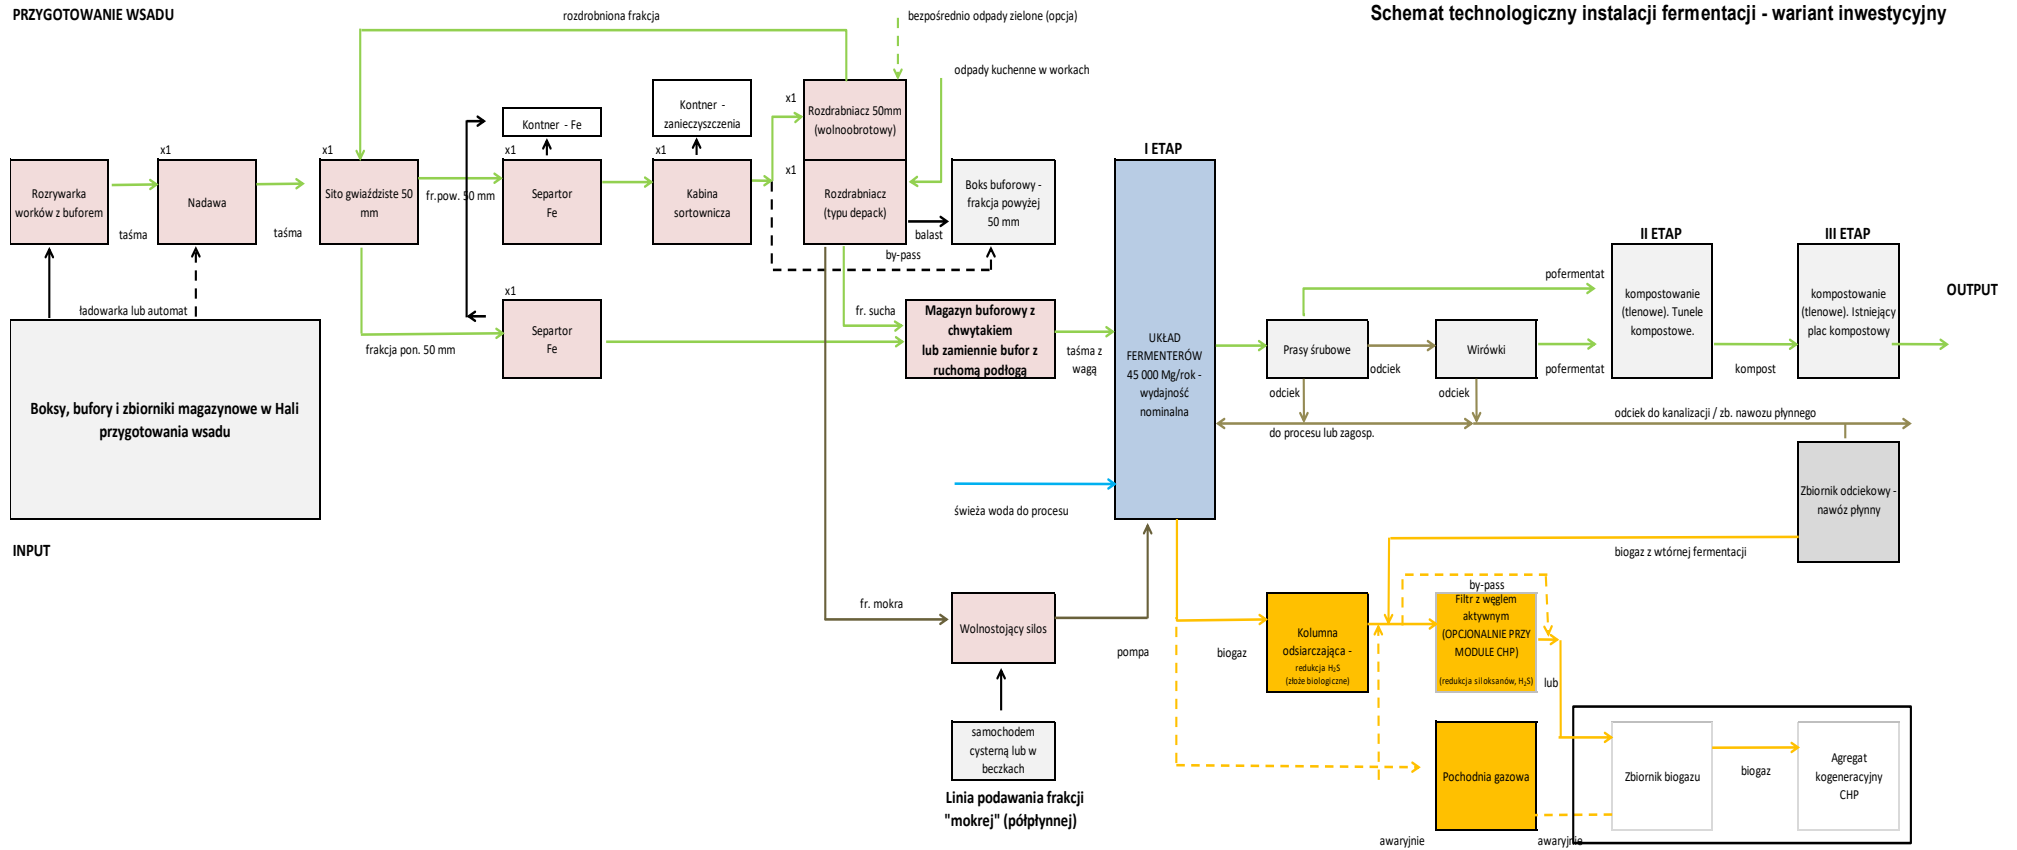 PRZYGOTOWANIE WSADU
Schemat technologiczny instalacji fermentacji - wariant inwestycyjny
rozdrobniona frakcja
bezpośrednio odpady zielone (opcja)
odpady kuchenne w workach
x1
Rozdrabniacz 50mm
(wolnoobrotowy)
Kontner -
zanieczyszczenia
Kontner - Fe
x1
x1
x1
x1
x1
I ETAP
Rozrywarka
worków z buforem
taśma
Nadawa
taśma
Sito gwiaździste 50
mm
fr.pow. 50 mm
Separtor
Fe
Kabina
sortownicza
Rozdrabniacz
(typu depack)
balast
by-pass
Boks buforowy -
frakcja powyżej
50 mm
ładowarka lub automat
x1
Separtor
Fe
frakcja pon. 50 mm
fr. sucha
Magazyn buforowy z
chwytakiem
lub zamiennie bufor z
ruchomą podłogą
taśma z
wagą
UKŁAD
FERMENTERÓW
45 000 Mg/rok -
wydajność
nominalna
Boksy, bufory i zbiorniki magazynowe w Hali
przygotowania wsadu
INPUT
II ETAP
III ETAP
pofermentat
kompostowanie
(tlenowe). Tunele
kompostowe.
kompostowanie
(tlenowe). Istniejący
plac kompostowy
OUTPUT
Prasy śrubowe
odciek
Wirówki
pofermentat
kompost
odciek
odciek
do procesu lub zagosp.
odciek do kanalizacji / zb. nawozu płynnego
Zbiornik odciekowy -
nawóz płynny
świeża woda do procesu
biogaz z wtórnej fermentacji
fr. mokra
Wolnostojący silos
pompa
biogaz
Kolumna
odsiarczająca -
redukcja H₂S
(złoże biologiczne)
by-pass
Filtr z węglem
aktywnym
(OPCJONALNIE PRZY
MODULE CHP)
(redukcja siloksanów, H₂S)
lub
samochodem
cysterną lub w
beczkach
Linia podawania frakcji
"mokrej" (półpłynnej)
Pochodnia gazowa
awaryjnie
awaryjnie
Zbiornik biogazu
biogaz
Agregat
kogeneracyjny
CHP